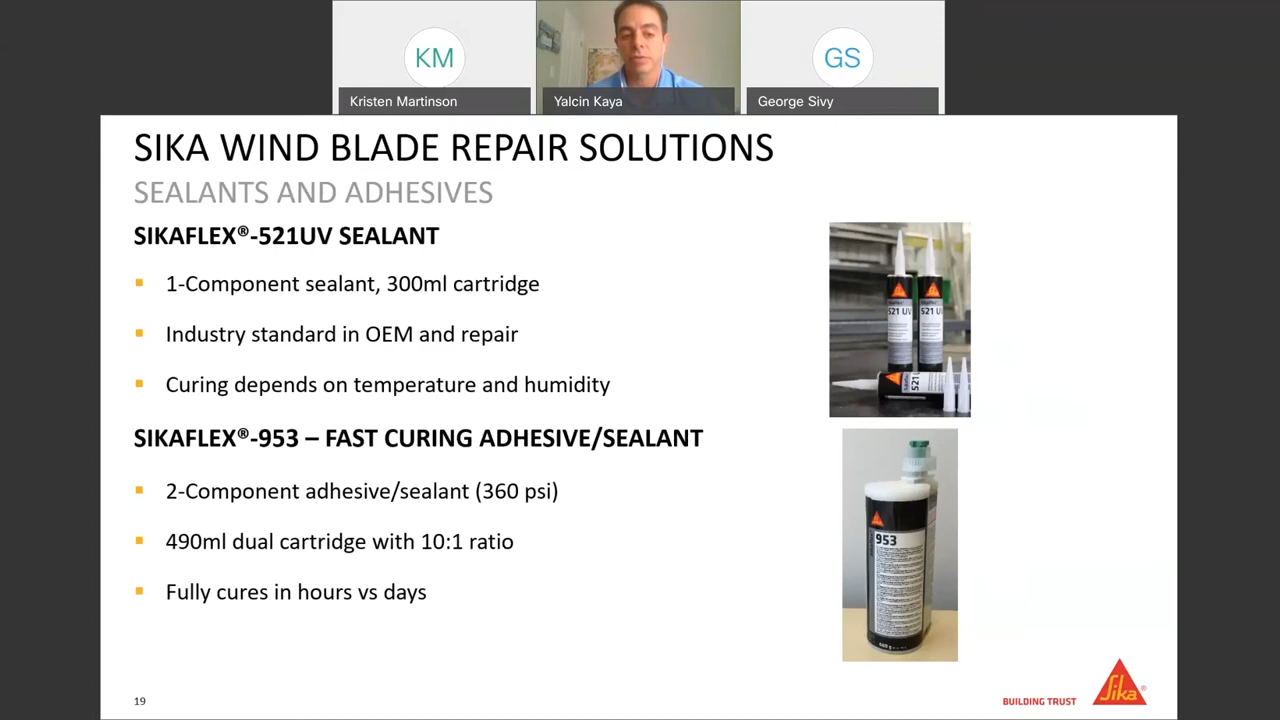 KM
GS
Kristen Martinson
Yalcin Kaya
George Sivy
SIKA WIND BLADE REPAIR SOLUTIONS
SEALANTS AND ADHESIVES
SIKAFLEX®-521UV SEALANT
1-Component sealant, 300ml cartridge
Industry standard in OEM and repair
Curing depends on temperature and humidity
521 UV
521 UV
521
SIKAFLEX®-953 – FAST CURING ADHESIVE/SEALANT
2-Component adhesive/sealant (360 psi)
490ml dual cartridge with 10:1 ratio
Fully cures in hours vs days
953
19
BUILDING TRUST
Sika®